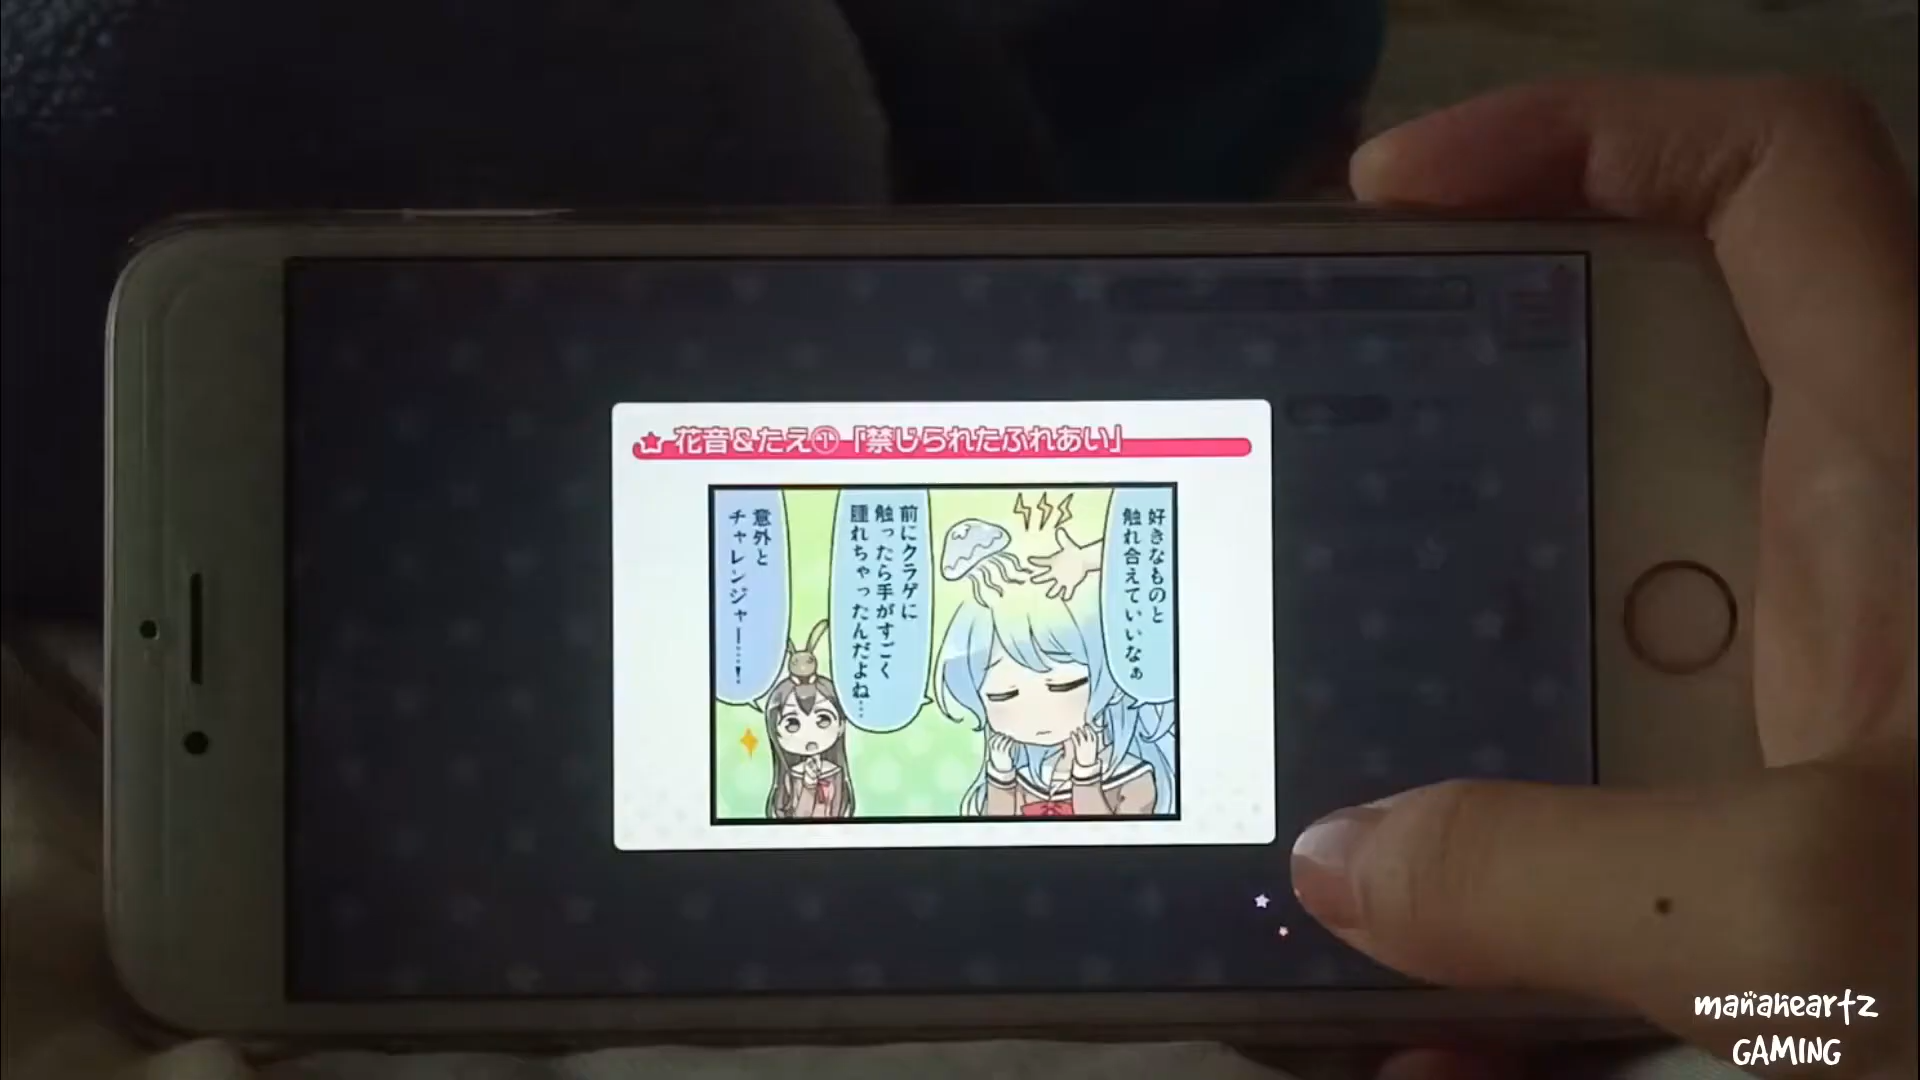 花音&たえ①「禁じられたふれあい」
好きなものと
触れ合えていいなぁ
前にクラゲに
触ったら手がすごく
腫れちゃったんだよね…
意外と
チャレンジャー……!
manaheartz
GAMING